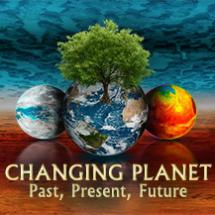 CHANGING PLANET
Past, Present, Future